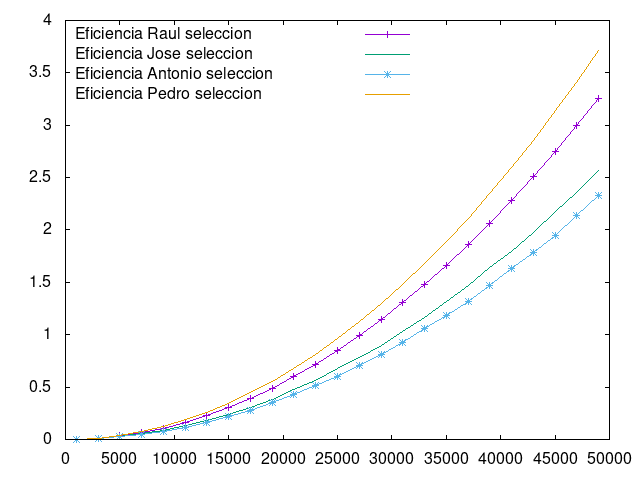 4
3.5
3
2.5
2
1.5
1
0.5
0
Eficiencia Raul seleccion
Eficiencia Jose seleccion
Eficiencia Antonio seleccion
Eficiencia Pedro seleccion
0 5000 10000 15000 20000 25000 30000 35000 40000 45000 50000